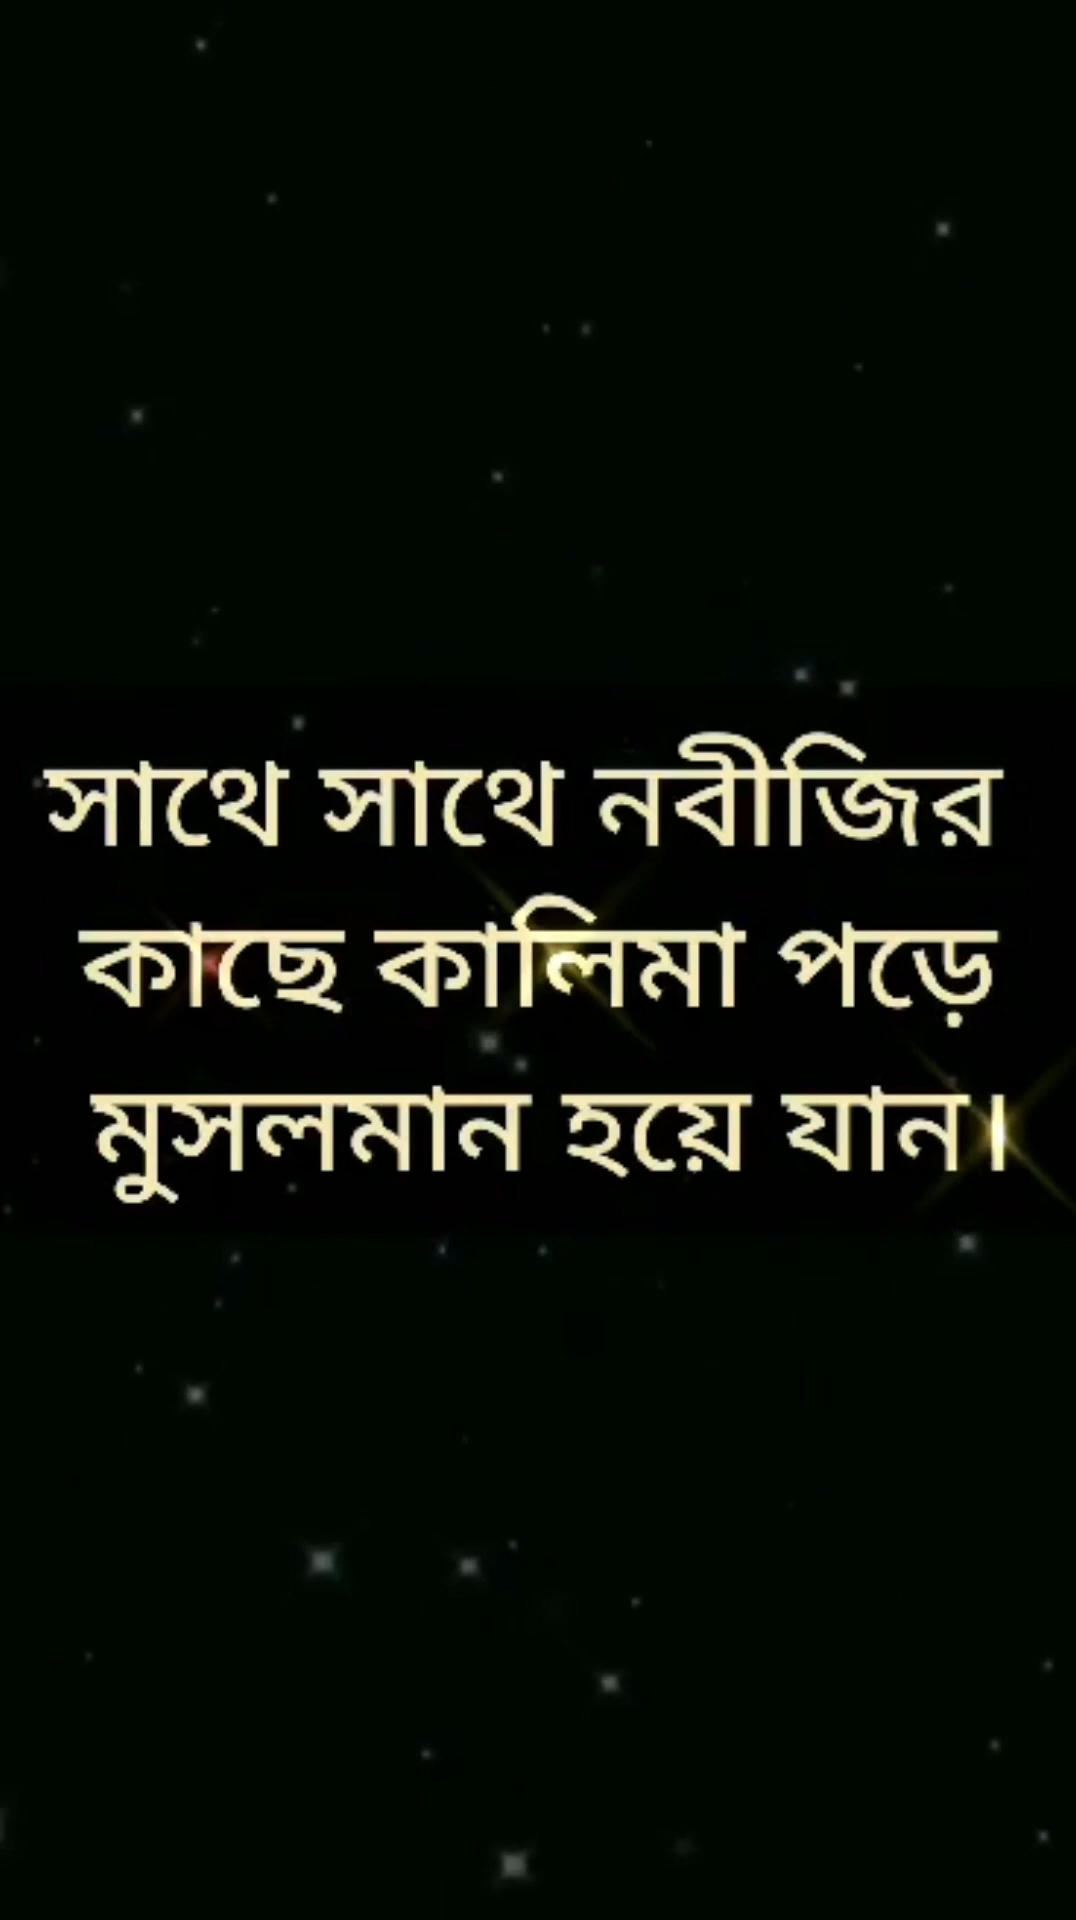 সাথে সাথে নবীজির
কাছে কালিমা পড়ে
মুসলমান হয়ে যান।